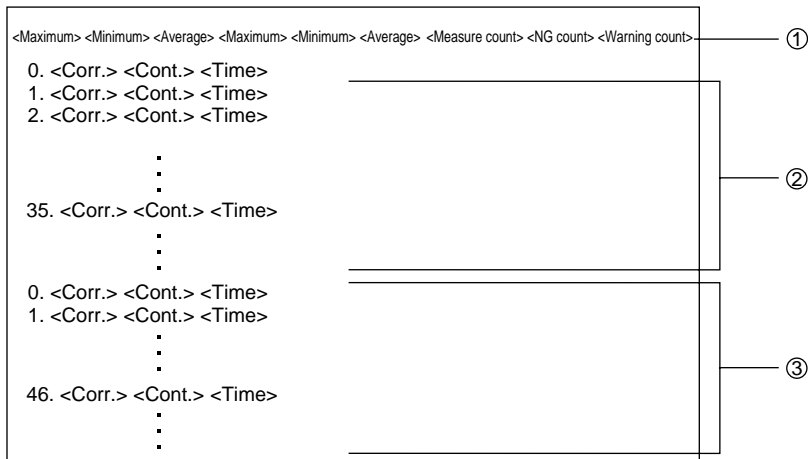 <Maximum> <Minimum> <Average> <Maximum> <Minimum> <Average> <Measure count> <NG count> <Warning count>
①
0. <Corr.> <Cont.> <Time>
1. <Corr.> <Cont.> <Time>
2. <Corr.> <Cont.> <Time>
②
35. <Corr.> <Cont.> <Time>
0. <Corr.> <Cont.> <Time>
1. <Corr.> <Cont.> <Time>
③
46. <Corr.> <Cont.> <Time>